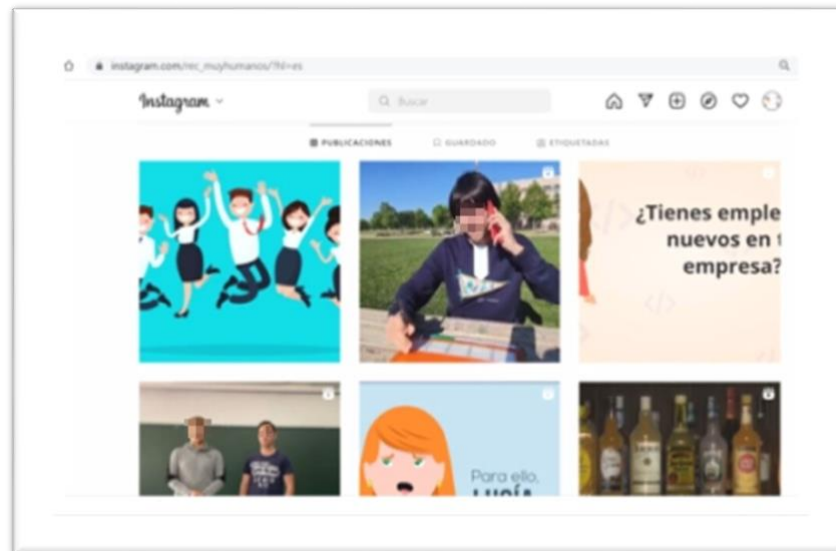 instagram.com/rec_muyhumanos/?hl=es
Instagram
Buscar
PUBLICACIONES
GUARDADO
ETIQUETADAS
¿Tienes emple
nuevos en t
empresa?
Para ello,
LUCÍA